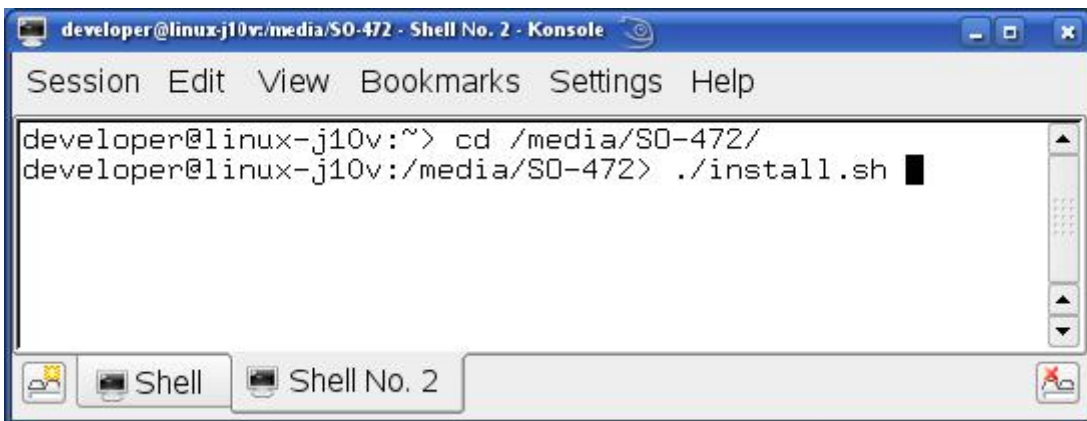 developer@linux-j10v:/media/SO-472 - Shell No. 2 - Konsole
Session Edit View Bookmarks Settings Help
developer@linux-j10v:~> cd /media/SO-472/
developer@linux-j10v:/media/SO-472> ./install.sh
Shell
Shell No. 2